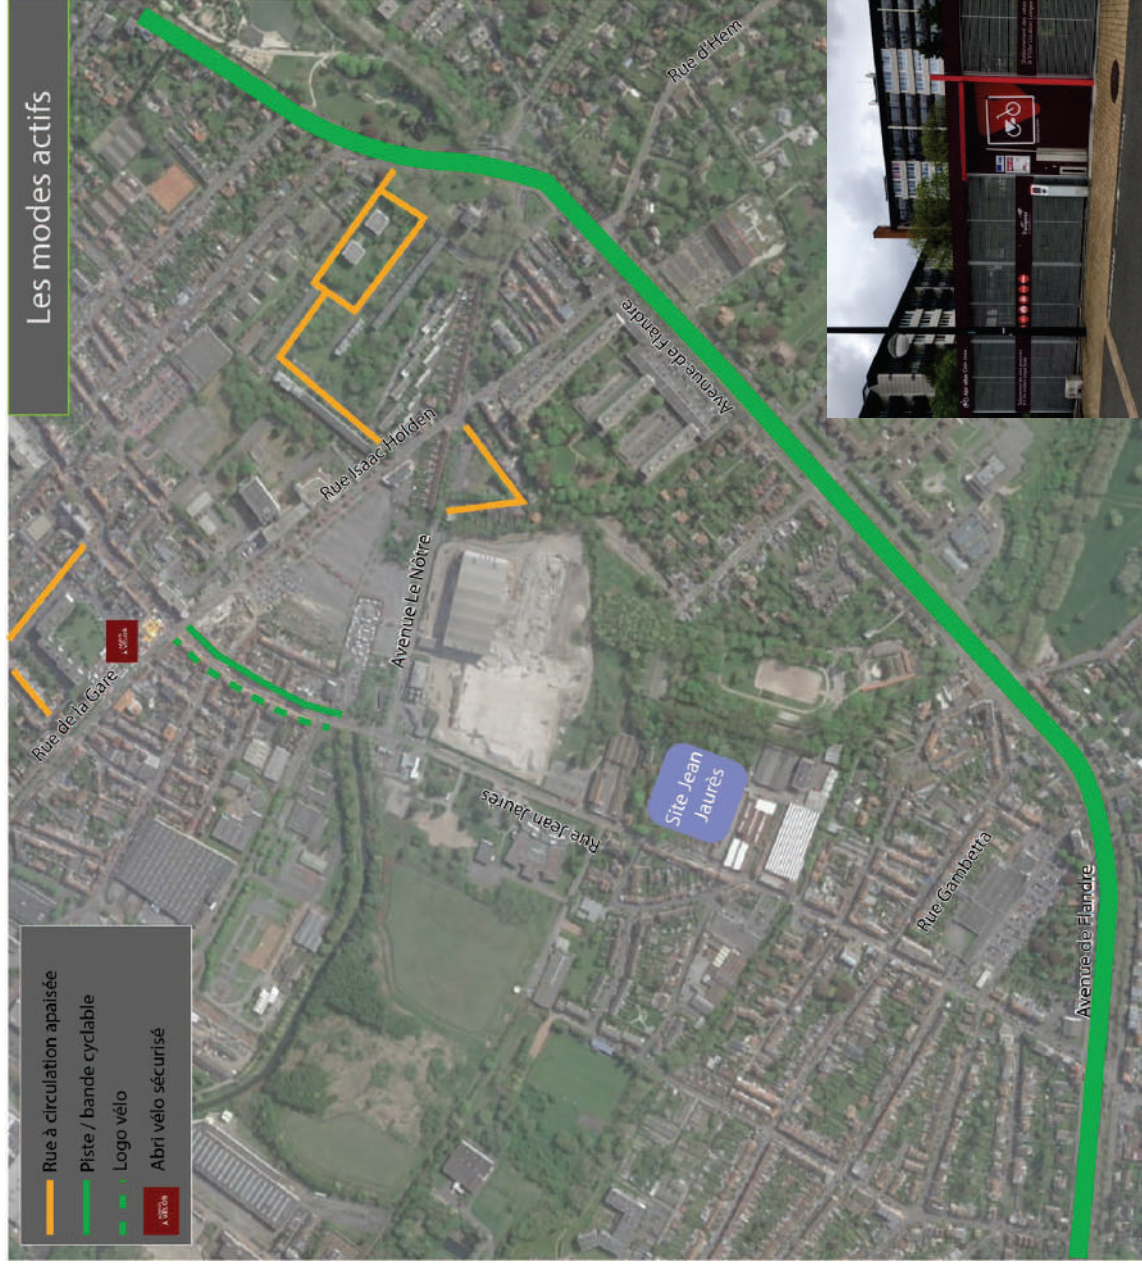 Les modes actifs
Rue à circulation apaisée
Piste / bande cyclable
Logo vélo
Abri vélo sécurisé
Rue de la Gare
Rue Isaac Holden
Rue d'Hem
Avenue Le Nôtre
Avenue de Flandre
Rue Jean Jaurès
Site Jean
Jaurès
Rue Gambetta
Avenue de Flandre